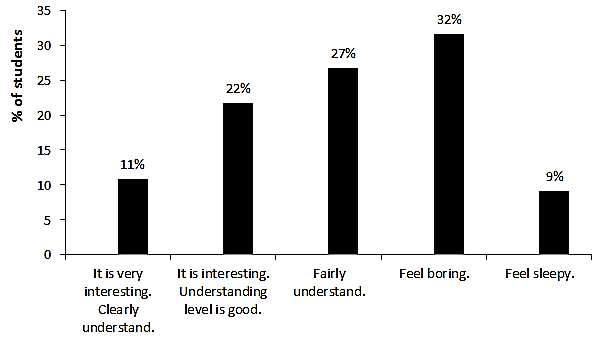 % of students
35
30
25
20
15
10
5
0
11%
22%
27%
32%
9%
It is very
interesting.
Clearly
understand.
It is interesting.
Understanding
level is good.
Fairly
understand.
Feel boring.
Feel sleepy.